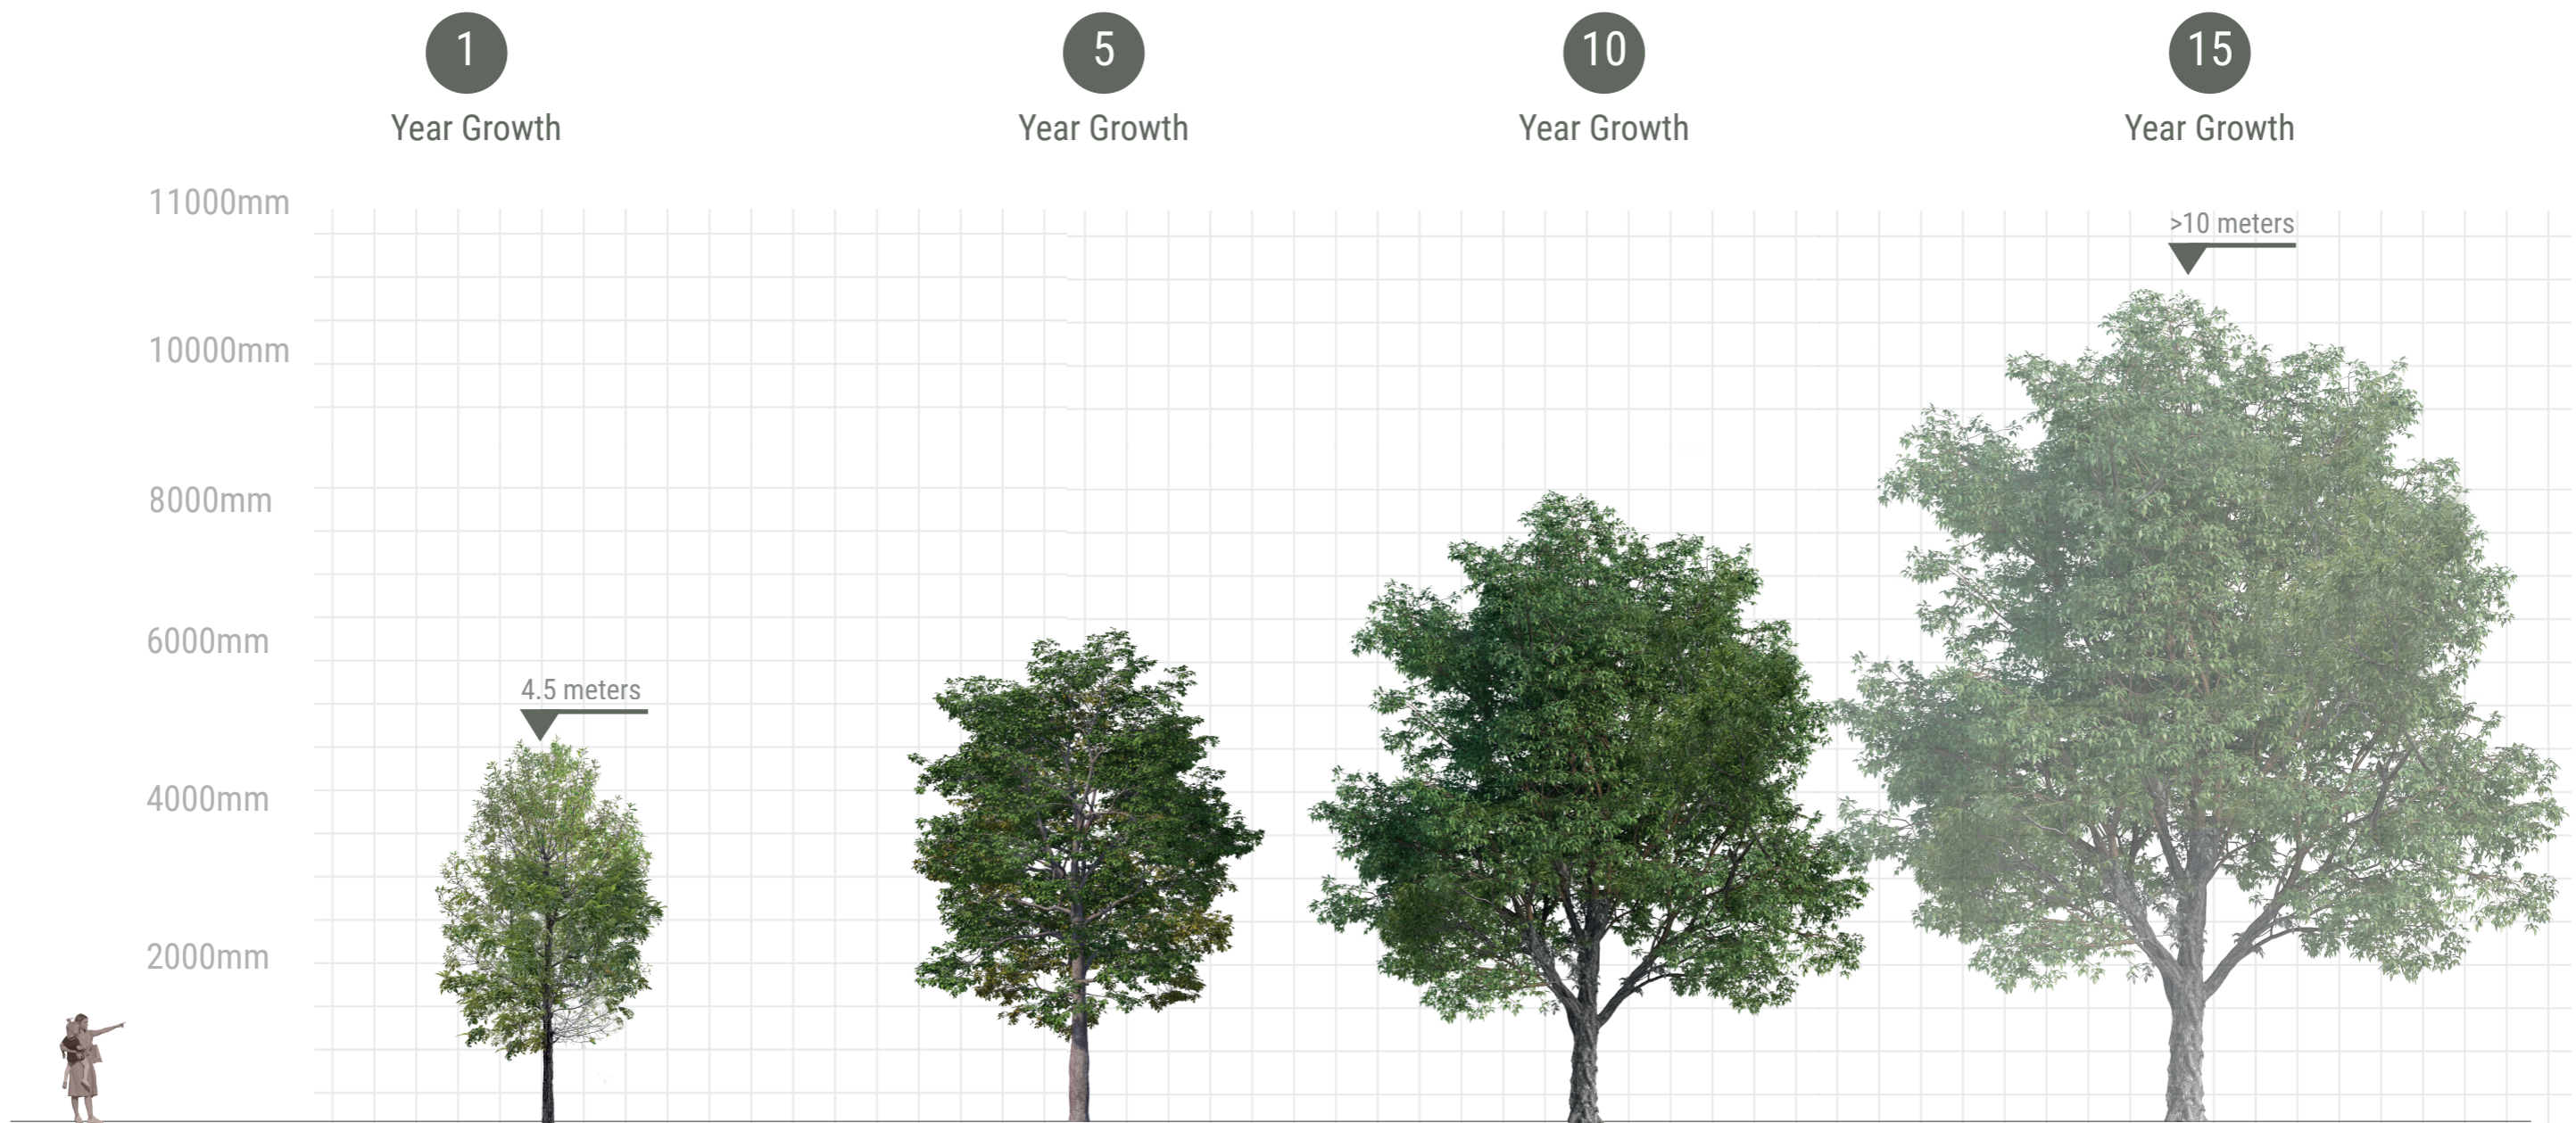 1
Year Growth
5
Year Growth
10
Year Growth
15
Year Growth
11000mm
>10 meters
10000mm
8000mm
6000mm
4.5 meters
4000mm
2000mm